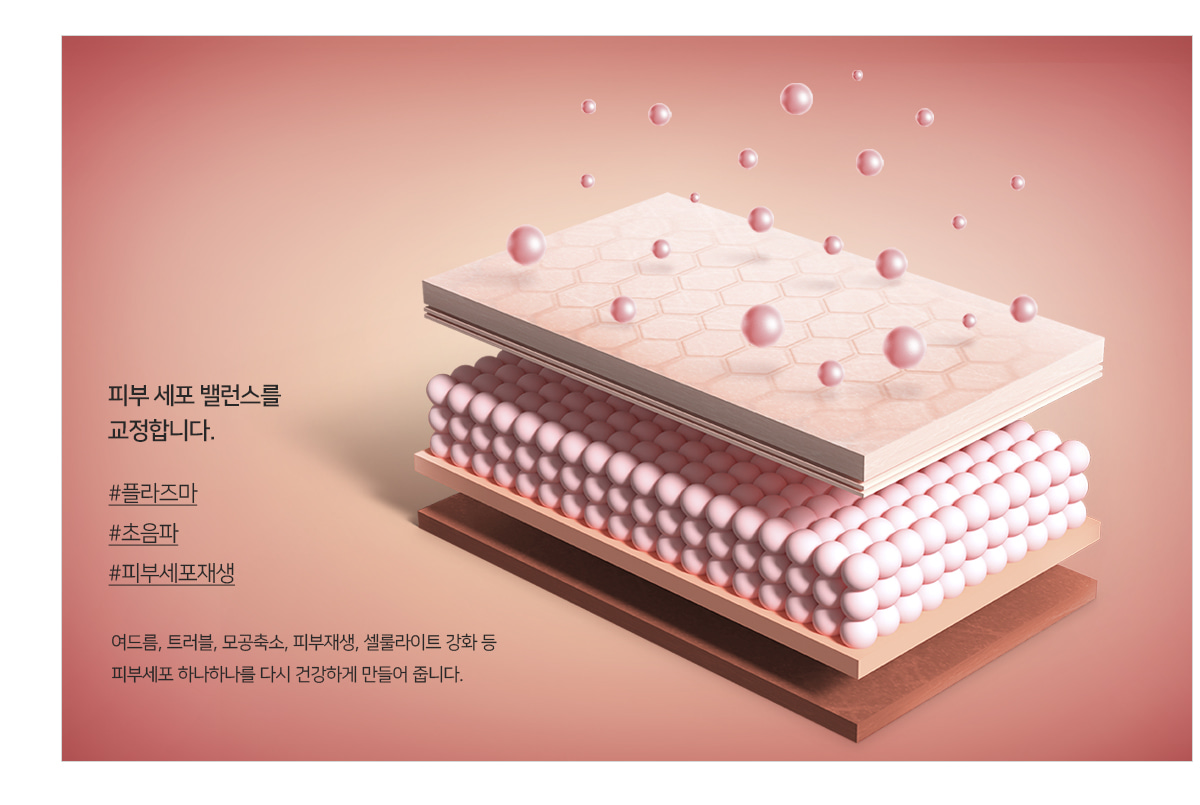 피부 세포 밸런스를
교정합니다.
#플라즈마
#초음파
#피부세포재생
여드름, 트러블, 모공축소, 피부재생, 셀룰라이트 강화 등
피부세포 하나하나를 다시 건강하게 만들어 줍니다.